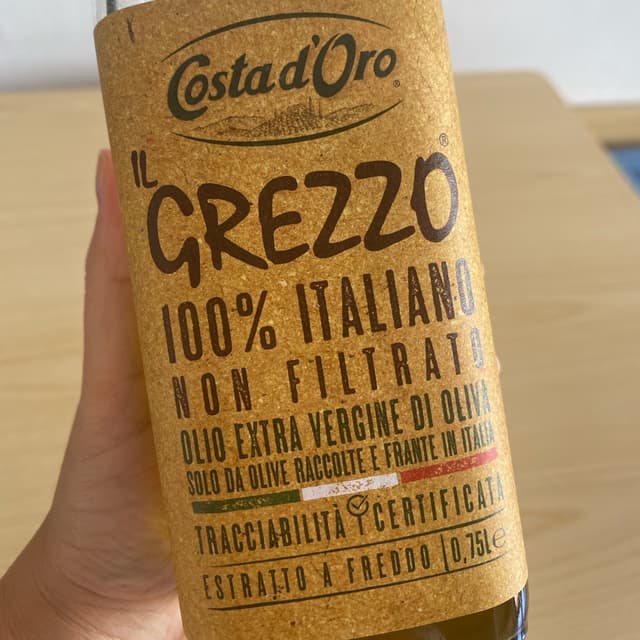 Costa d'Oro®
IL
GREZZO®
100% ITALIANO
NON FILTRATO
OLIO EXTRA VERGINE DI OLIVA
SOLO DA OLIVE RACCOLTE E FRANTE IN ITALIA
TRACCIABILITÀ CERTIFICATA
ESTRATTO A FREDDO | 0,75L e